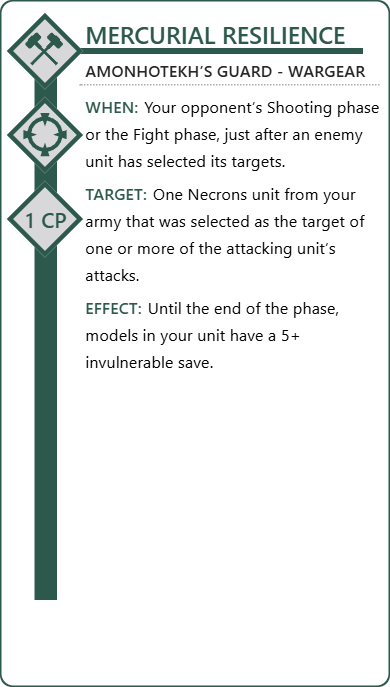 MERCURIAL RESILIENCE
AMONHOTEKH’S GUARD - WARGEAR
WHEN: Your opponent’s Shooting phase
or the Fight phase, just after an enemy
unit has selected its targets.
1 CP
TARGET: One Necrons unit from your
army that was selected as the target of
one or more of the attacking unit’s
attacks.
EFFECT: Until the end of the phase,
models in your unit have a 5+
invulnerable save.